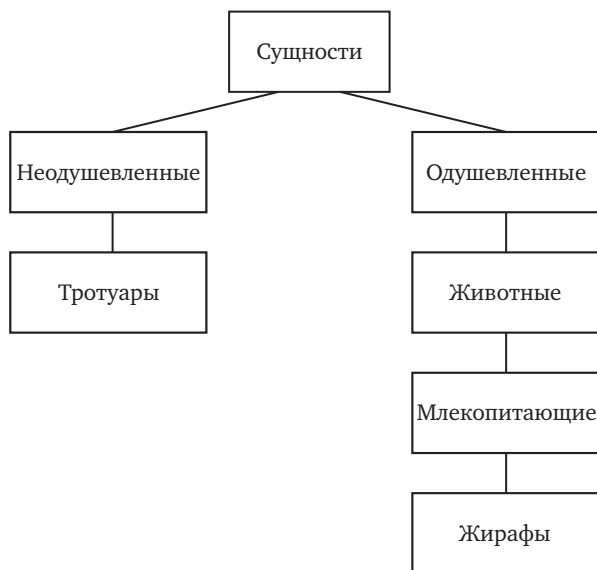 Сущности
Неодушевленные
Одушевленные
Тротуары
Животные
Млекопитающие
Жирафы